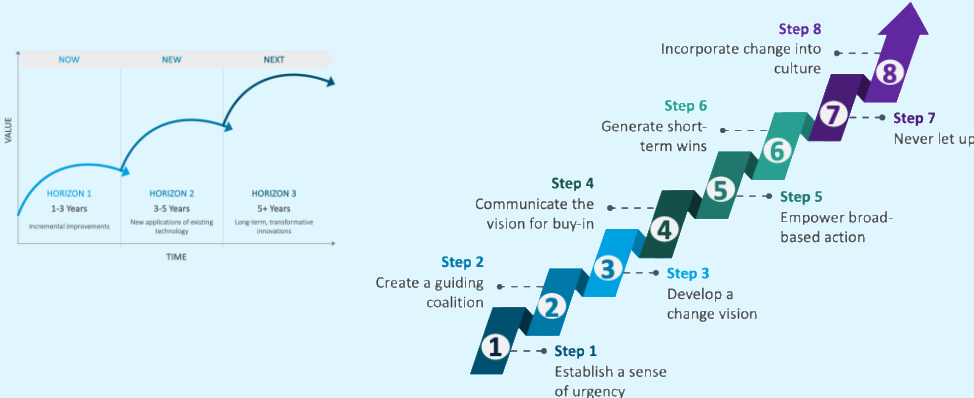 NOW
NEW
NEXT
VALUE
HORIZON 1
1-3 Years
Incremental Improvements
HORIZON 2
3-5 Years
New applications of existing
technology
HORIZON 3
5+ Years
Long-term, transformative
innovations
TIME
Step 8
Incorporate change into
culture
8
Step 6
Generate short-
term wins
7
Step 7
Never let up
6
Step 4
Communicate the
vision for buy-in
5
Step 5
Empower broad-
based action
4
Step 2
Create a guiding
coalition
3
Step 3
Develop a
change vision
2
1
Step 1
Establish a sense
of urgency